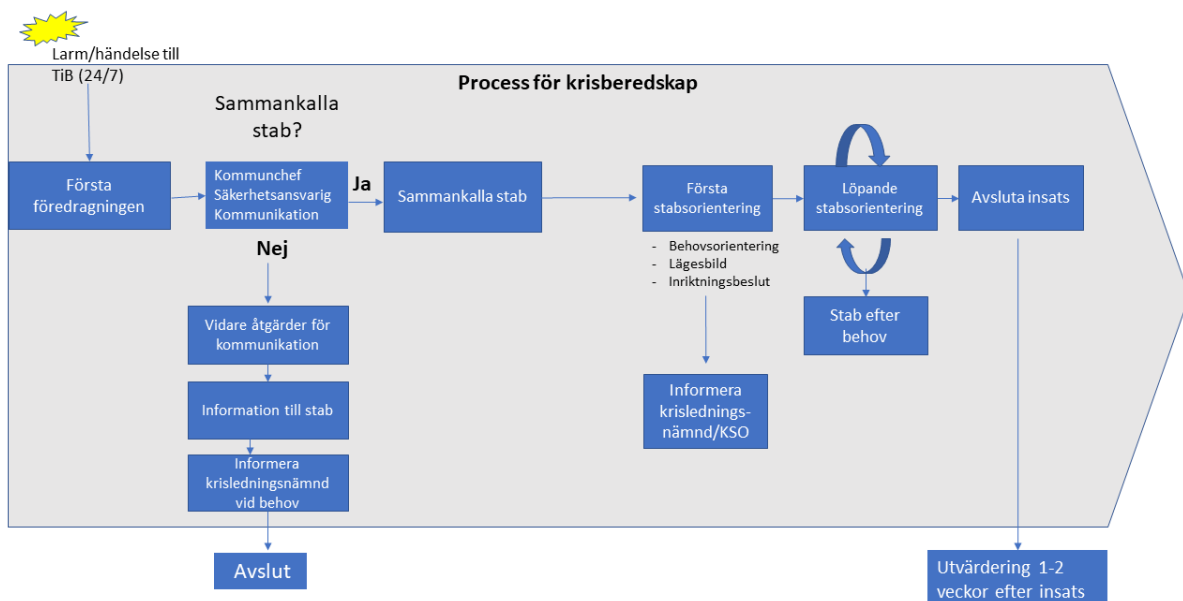 Larm/händelse till
TiB (24/7)
Process för krisberedskap
Sammankalla
stab?
Första
föredragningen
Kommunchef
Säkerhetsansvarig
Kommunikation
Ja
Sammankalla stab
Första
stabsorientering
Löpande
stabsorientering
Avsluta insats
Nej
- Behovsorientering
- Lägesbild
- Inriktningsbeslut
Vidare åtgärder för
kommunikation
Stab efter
behov
Information till stab
Informera
krislednings-
nämnd/KSO
Informera
krisledningsnämnd
vid behov
Avslut
Utvärdering 1-2
veckor efter insats